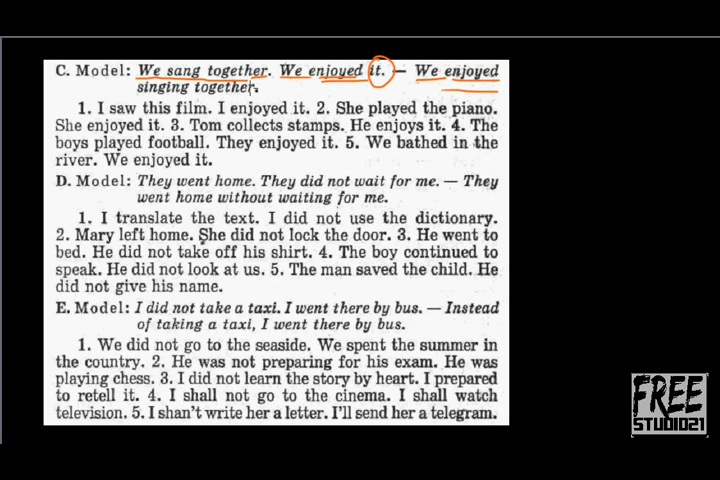 C. Model: We sang together. We enjoyed it. — We enjoyed
singing together.
1. I saw this film. I enjoyed it. 2. She played the piano.
She enjoyed it. 3. Tom collects stamps. He enjoys it. 4. The
boys played football. They enjoyed it. 5. We bathed in the
river. We enjoyed it.
D. Model: They went home. They did not wait for me. — They
went home without waiting for me.
1. I translate the text. I did not use the dictionary.
2. Mary left home. She did not lock the door. 3. He went to
bed. He did not take off his shirt. 4. The boy continued to
speak. He did not look at us. 5. The man saved the child. He
did not give his name.
E. Model: I did not take a taxi. I went there by bus. — Instead
of taking a taxi, I went there by bus.
1. We did not go to the seaside. We spent the summer in
the country. 2. He was not preparing for his exam. He was
playing chess. 3. I did not learn the story by heart. I prepared
to retell it. 4. I shall not go to the cinema. I shall watch
television. 5. I shan't write her a letter. I'll send her a telegram.
FREE
STUDIO21